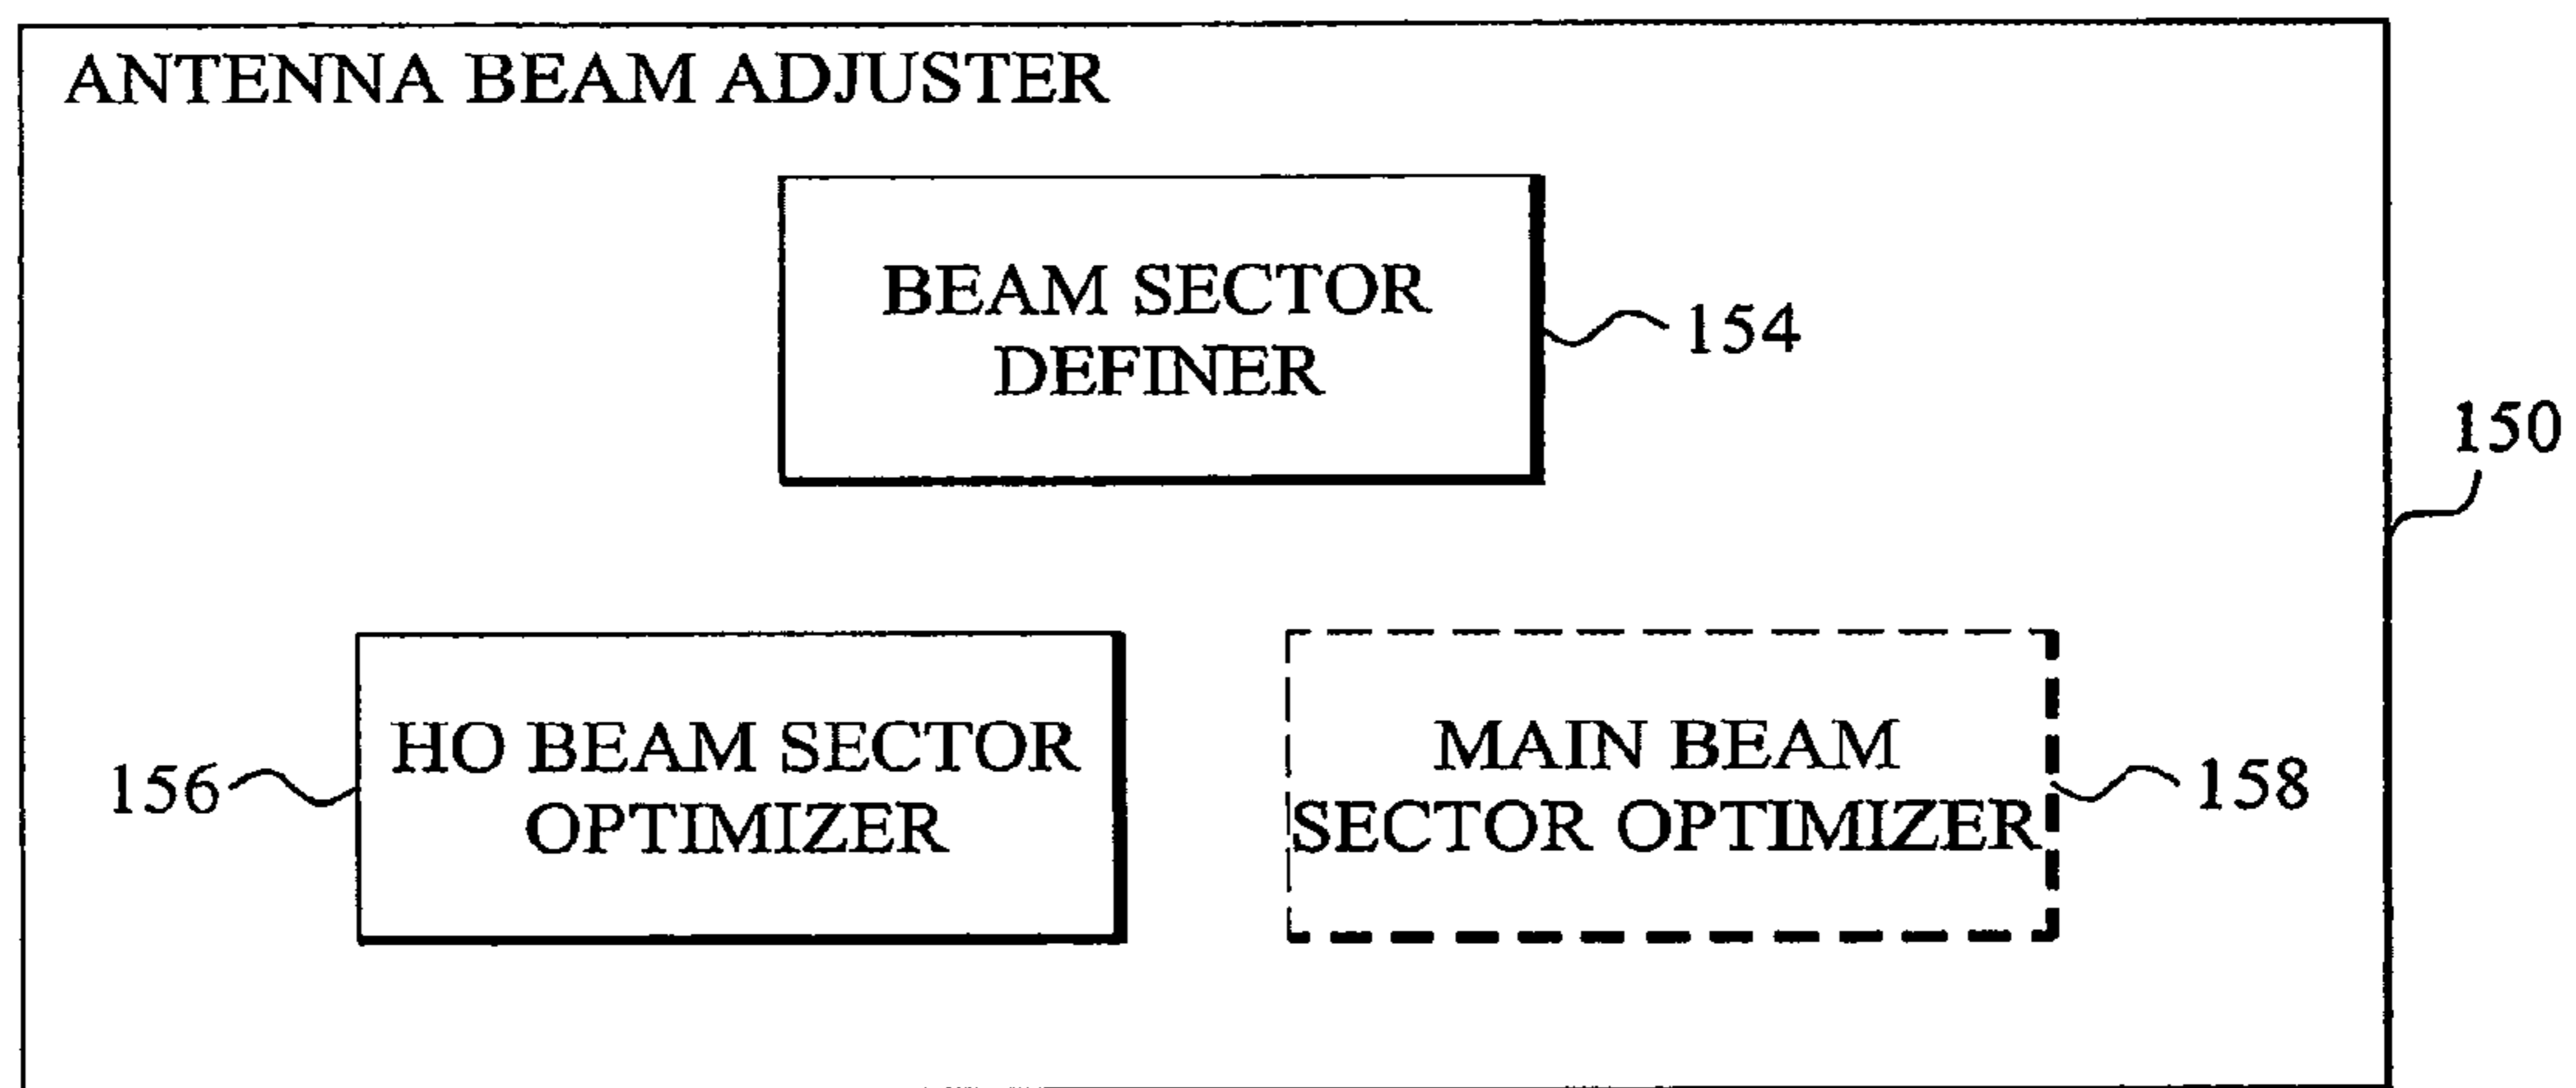 ANTENNA BEAM ADJUSTER
BEAM SECTOR
DEFINER
154
150
HO BEAM SECTOR
OPTIMIZER
156
MAIN BEAM
SECTOR OPTIMIZER
158